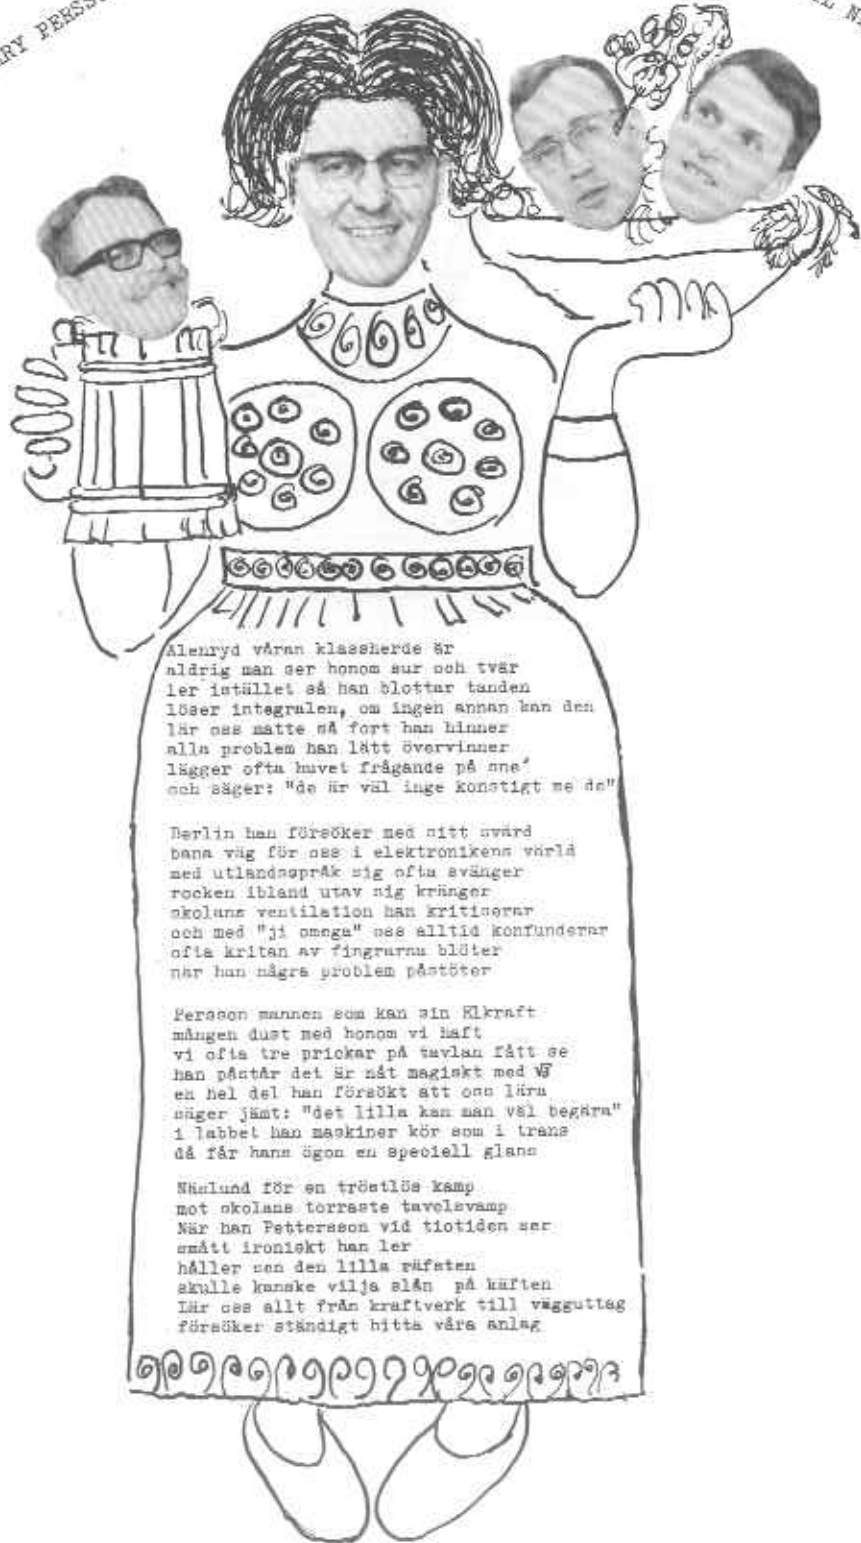 RY PERSS
Alenryd våran klassherde är
aldrig man ser honom sur och tvär
ler istället så han blottar tanden
löser integralen, om ingen annan kan den
lär oss matte så fort han hinner
alla problem han lätt övervinner
lägger ofta huvet frågande på sne'
och säger: "de är väl inge konstigt me de"
Berlin han försöker med sitt svärd
bana väg för oss i elektronikens värld
med utlandsspråk sig ofta svänger
rocken ibland utav sig kränger
skolans ventilation han kritiserar
och med "ji omega" oss alltid konfunderar
ofta kritan av fingrarna blöter
när han några problem påstöter
Persson mannen som kan sin Elkraft
mången dust med honom vi haft
vi ofta tre prickar på tavlan fått se
han påstår det är nåt magiskt med √3
en hel del han försökt att oss lära
säger jämt: "det lilla kan man väl begära"
i labbet han maskiner kör som i trans
då får hans ögon en speciell glans
Näslund för en tröstlös kamp
mot skolans torraste tavelsvamp
När han Pettersson vid tiotiden ser
smått ironiskt han ler
håller sen den lilla räfsten
skulle kanske vilja slån på käften
Lär oss allt från kraftverk till vägguttag
försöker ständigt hitta våra anlag